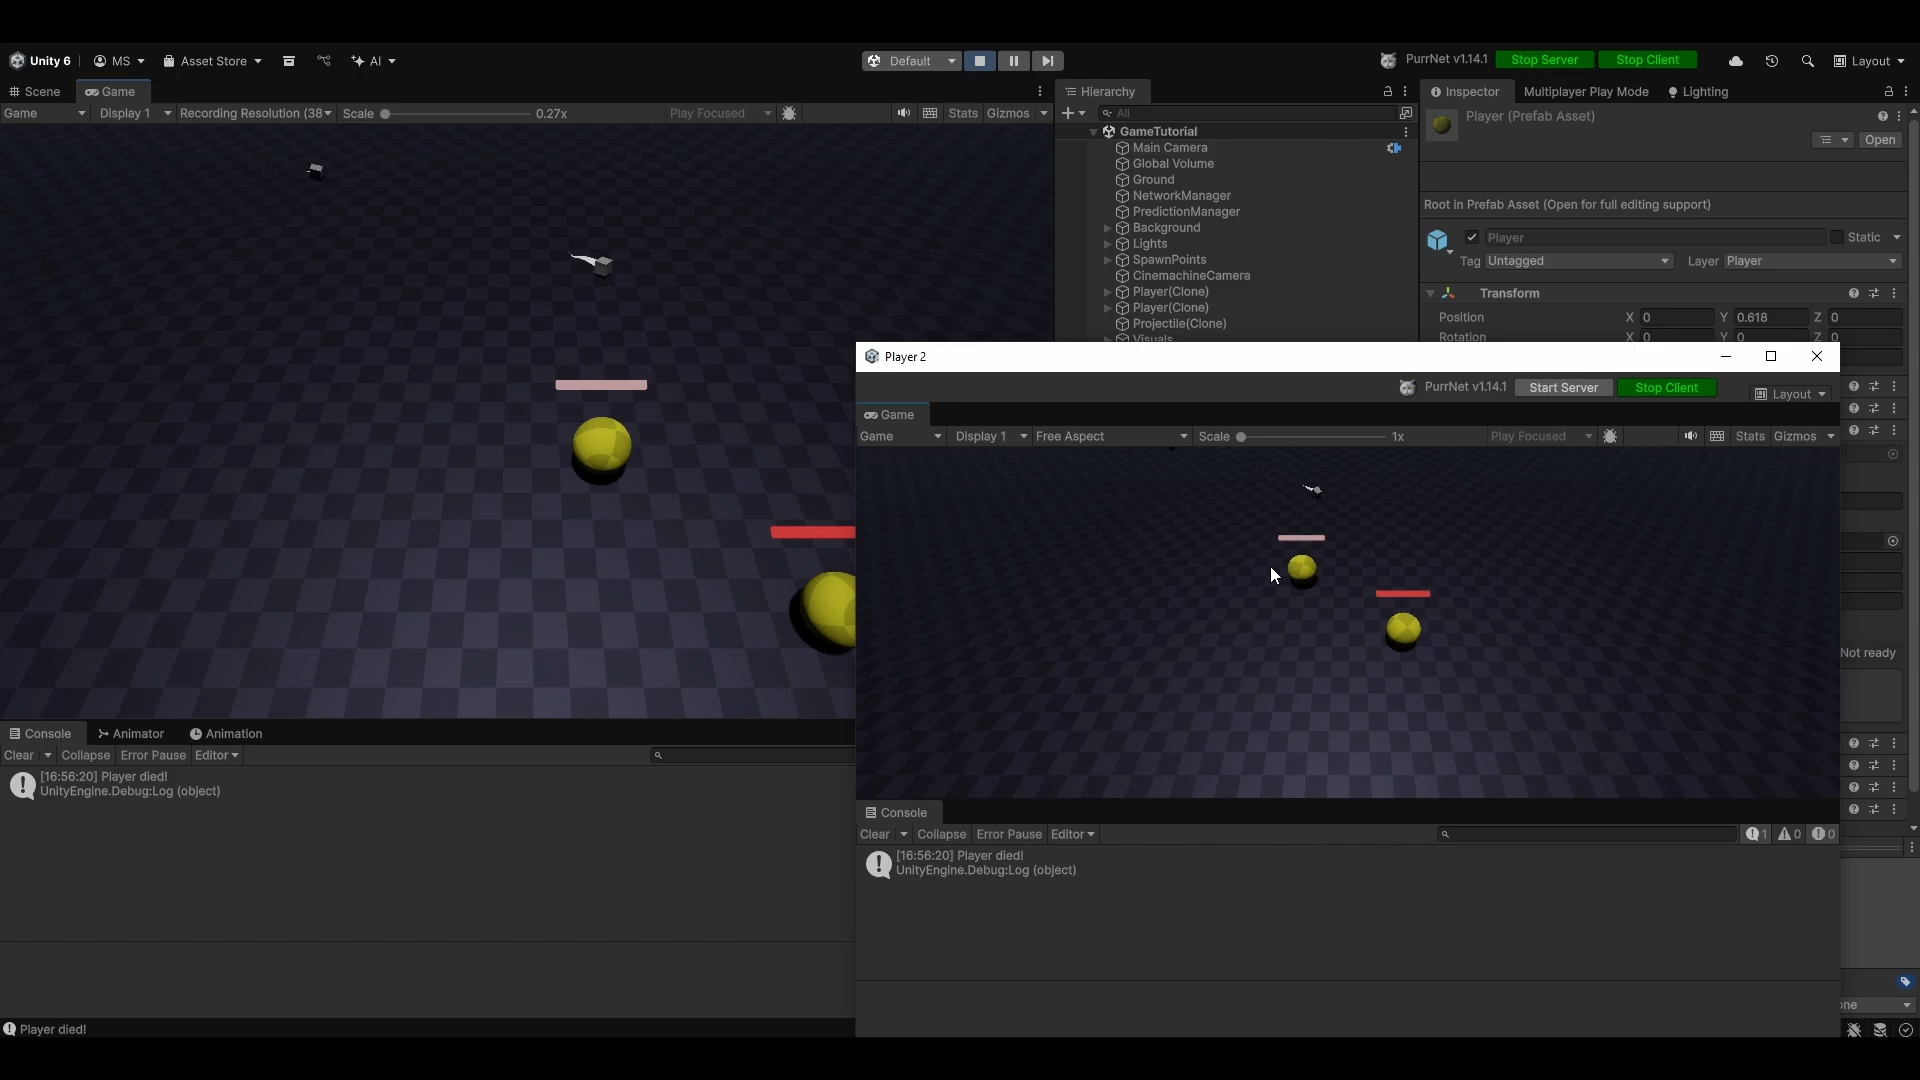 Unity 6
MS
Asset Store
AI
Default
PurrNet v1.14.1
Stop Server
Stop Client
Layout
Scene
Game
Hierarchy
Inspector
Multiplayer Play Mode
Lighting
Game
Display 1
Recording Resolution (38
Scale
0.27x
Play Focused
Stats
Gizmos
All
Player (Prefab Asset)
Open
GameTutorial
Main Camera
Global Volume
Ground
NetworkManager
PredictionManager
Background
Lights
SpawnPoints
CinemachineCamera
Player(Clone)
Player(Clone)
Projectile(Clone)
Visuals
Root in Prefab Asset (Open for full editing support)
Player
Static
Tag Untagged
Layer Player
Transform
Position X 0 Y 0.618 Z 0
Rotation X 0 Y 0 Z 0
Not ready
Player 2
PurrNet v1.14.1
Start Server
Stop Client
Layout
Game
Game
Display 1
Free Aspect
Scale
1x
Play Focused
Stats
Gizmos
Console
Animator
Animation
Clear
Collapse
Error Pause
Editor
[16:56:20] Player died!
UnityEngine.Debug:Log (object)
Console
Clear
Collapse
Error Pause
Editor
1
0
0
[16:56:20] Player died!
UnityEngine.Debug:Log (object)
Player died!